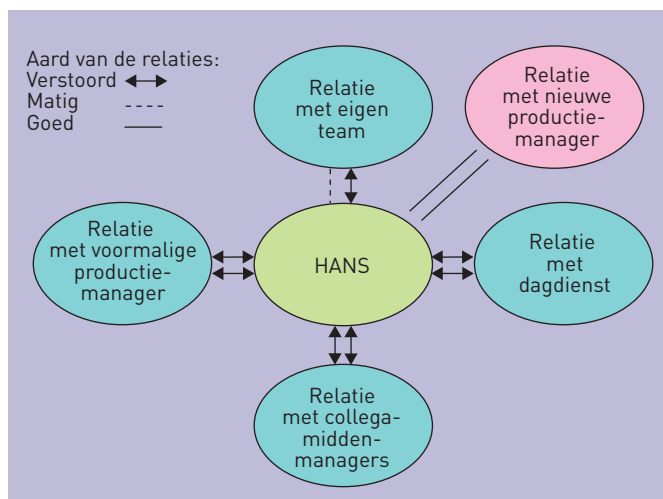 Aard van de relaties:
Verstoord
Matig
Goed
Relatie
met eigen
team
Relatie
met nieuwe
productie-
manager
Relatie
met voormalige
productie-
manager
HANS
Relatie
met
dagdienst
Relatie
met collega-
midden-
managers